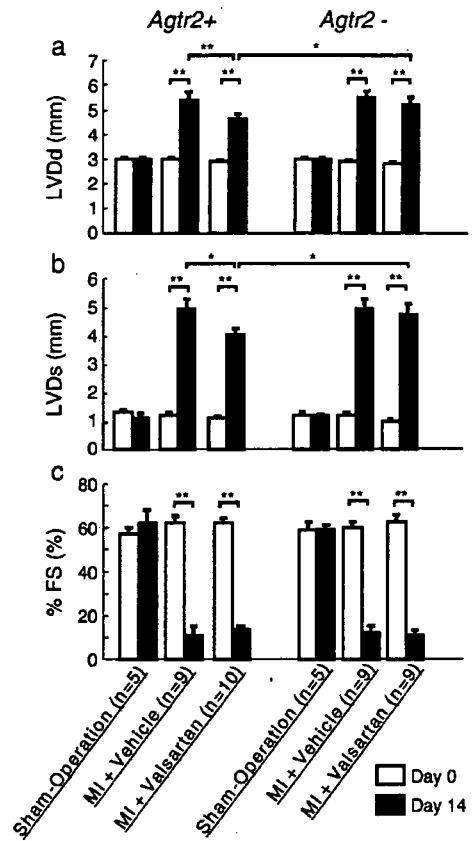 Agtr2+ Agtr2 -
a
** *
** ** ** **
LVDd (mm)
7
6
5
4
3
2
1
0
b
* *
** ** ** **
LVDs (mm)
6
5
4
3
2
1
0
c
** ** ** **
% FS (%)
80
60
40
20
0
Sham-Operation (n=5)
MI + Vehicle (n=9)
MI + Valsartan (n=10)
Sham-Operation (n=5)
MI + Vehicle (n=9)
MI + Valsartan (n=9)
Day 0
Day 14